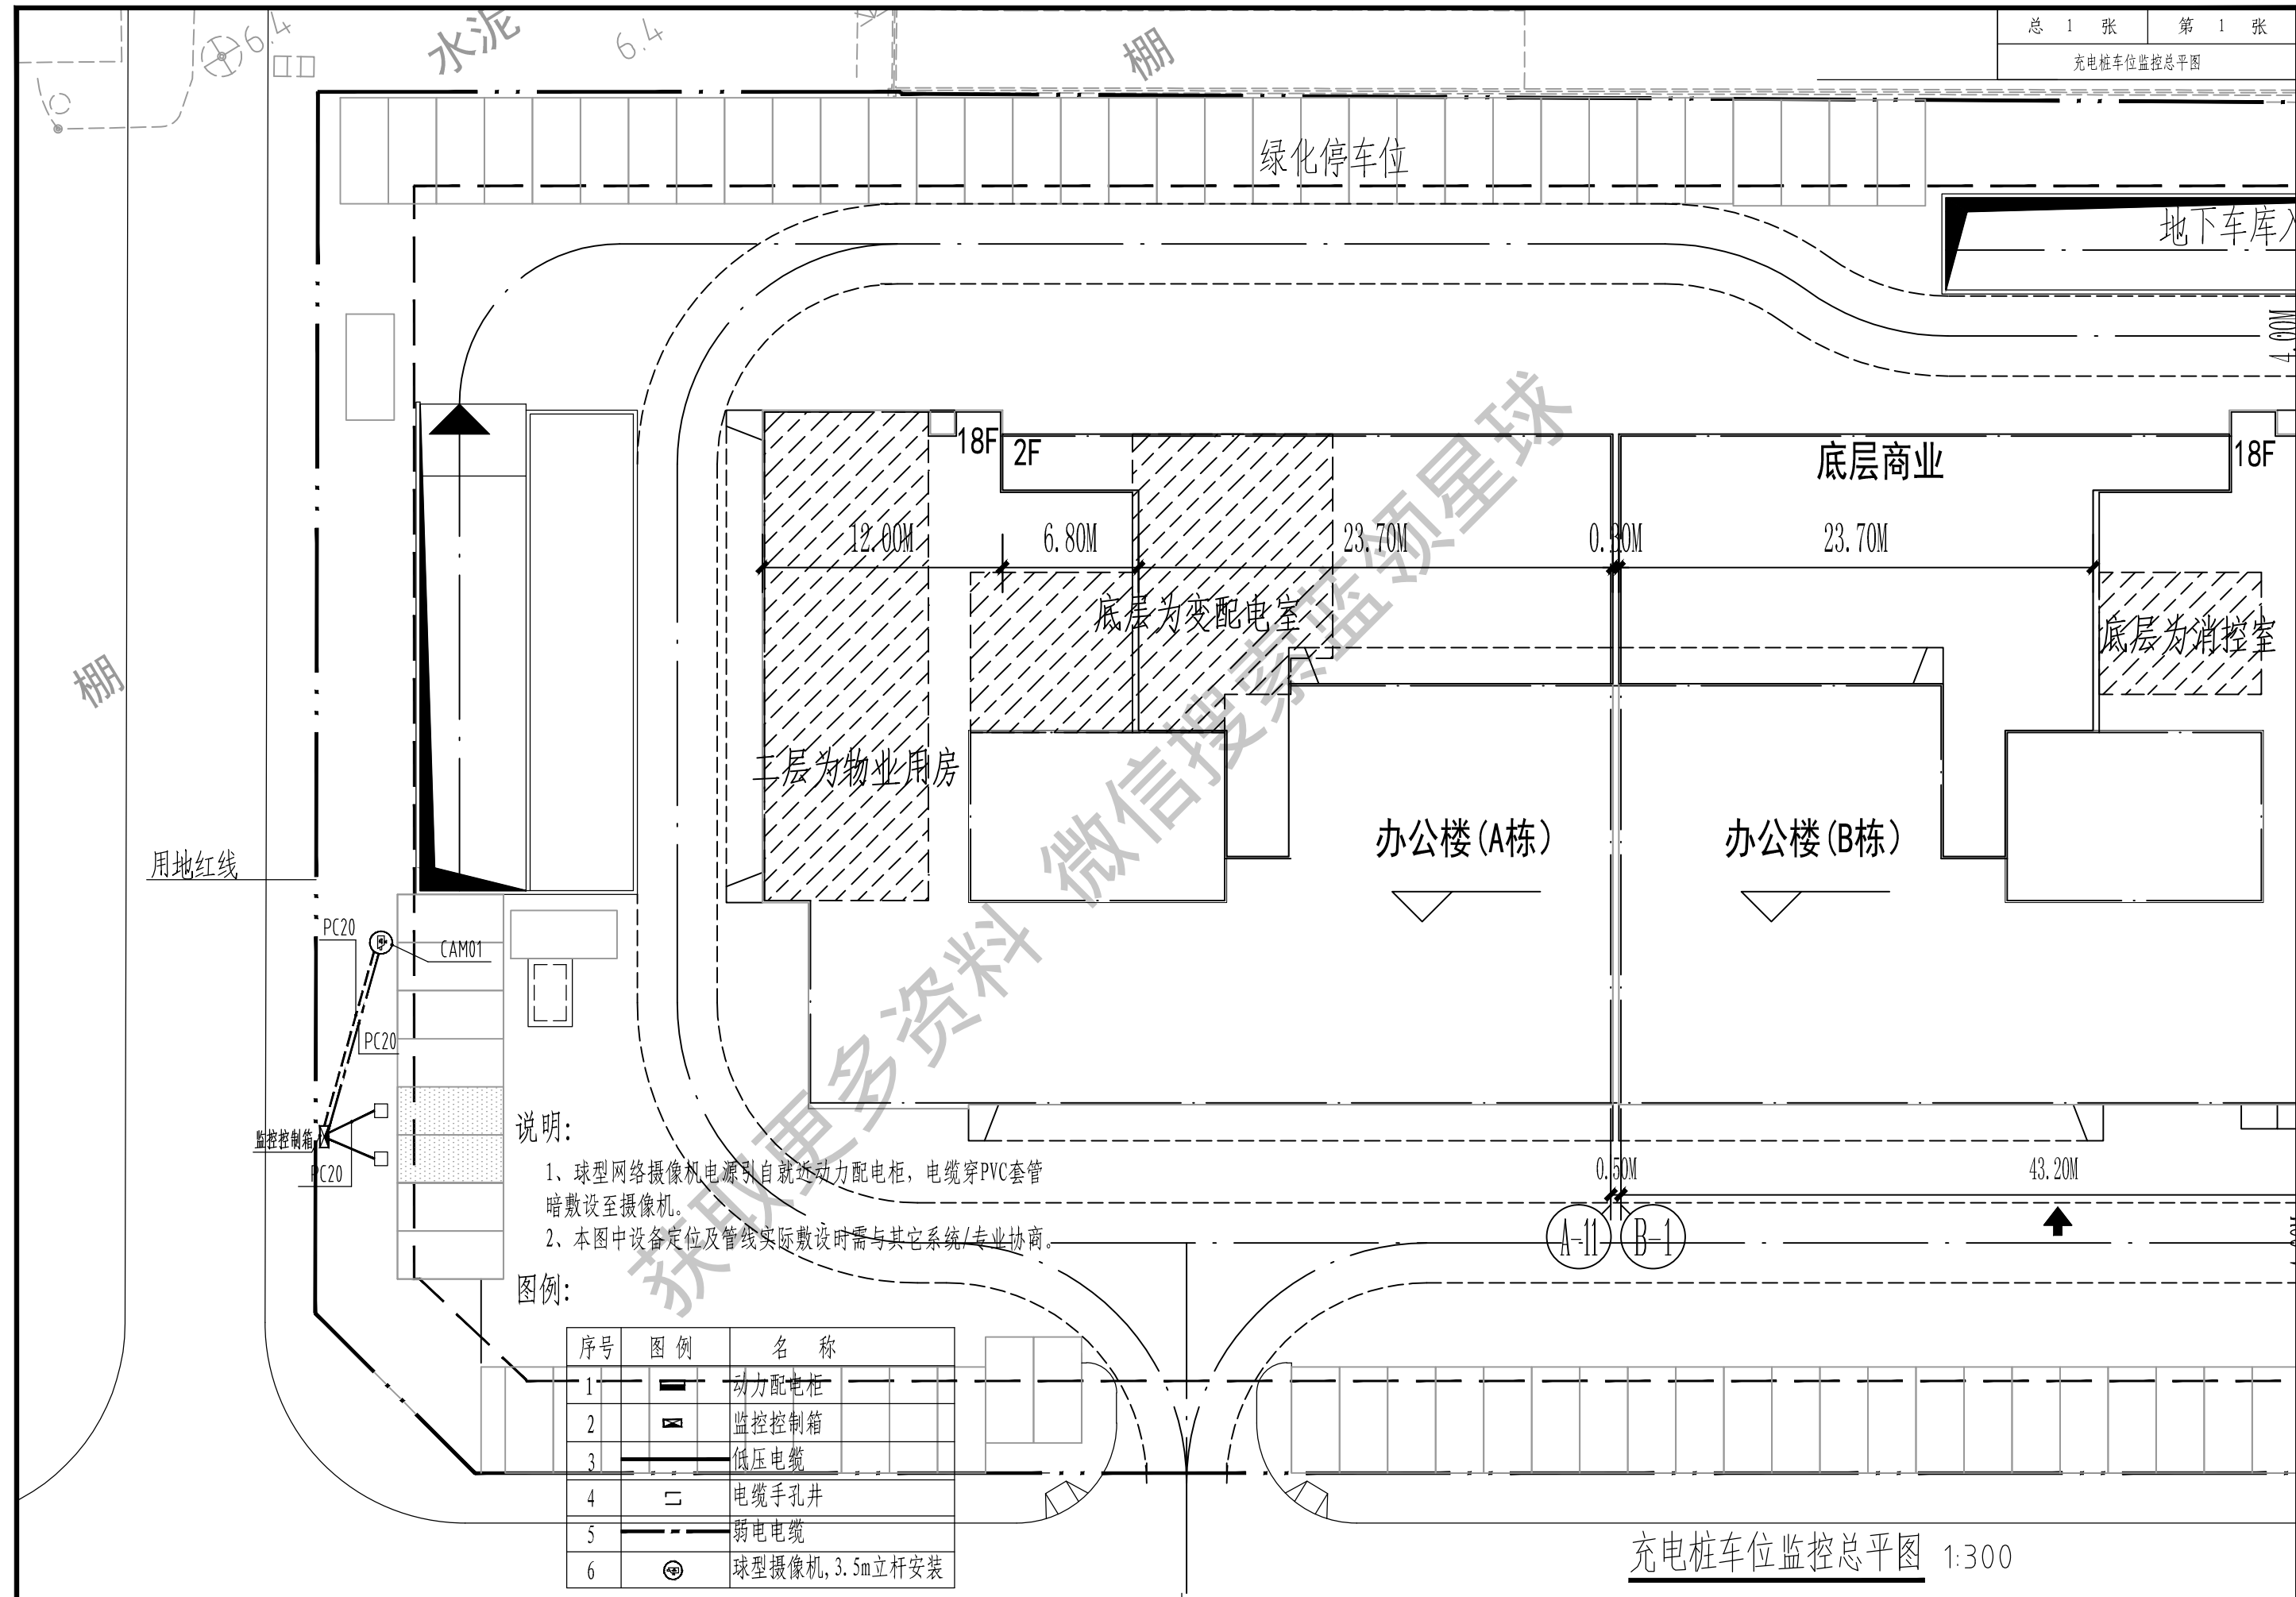 总 1 张 第 1 张
充电桩车位监控总平图
6.4
水泥
6.4
棚
绿化停车位
地下车库
4.00M
18F
2F
底层商业
18F
12.00M
6.80M
23.70M
23.70M
底层为变配电室
底层为消控室
棚
二层为物业用房
办公楼(A栋)
办公楼(B栋)
用地红线
PC20
CAM01
PC20
监控控制箱
PC20
说明:
1、球型网络摄像机电源引自就近动力配电柜, 电缆穿PVC套管
暗敷设至摄像机。
2、本图中设备定位及管线实际敷设时需与其它系统/专业协商。
0.50M
43.20M
A-11
B-1
图例:
序号 图例 名 称
1 动力配电柜
2 监控控制箱
3 低压电缆
4 电缆手孔井
5 弱电电缆
6 球型摄像机,3.5m立杆安装
充电桩车位监控总平图 1:300
获取更多资料 微信搜索蓝领星球